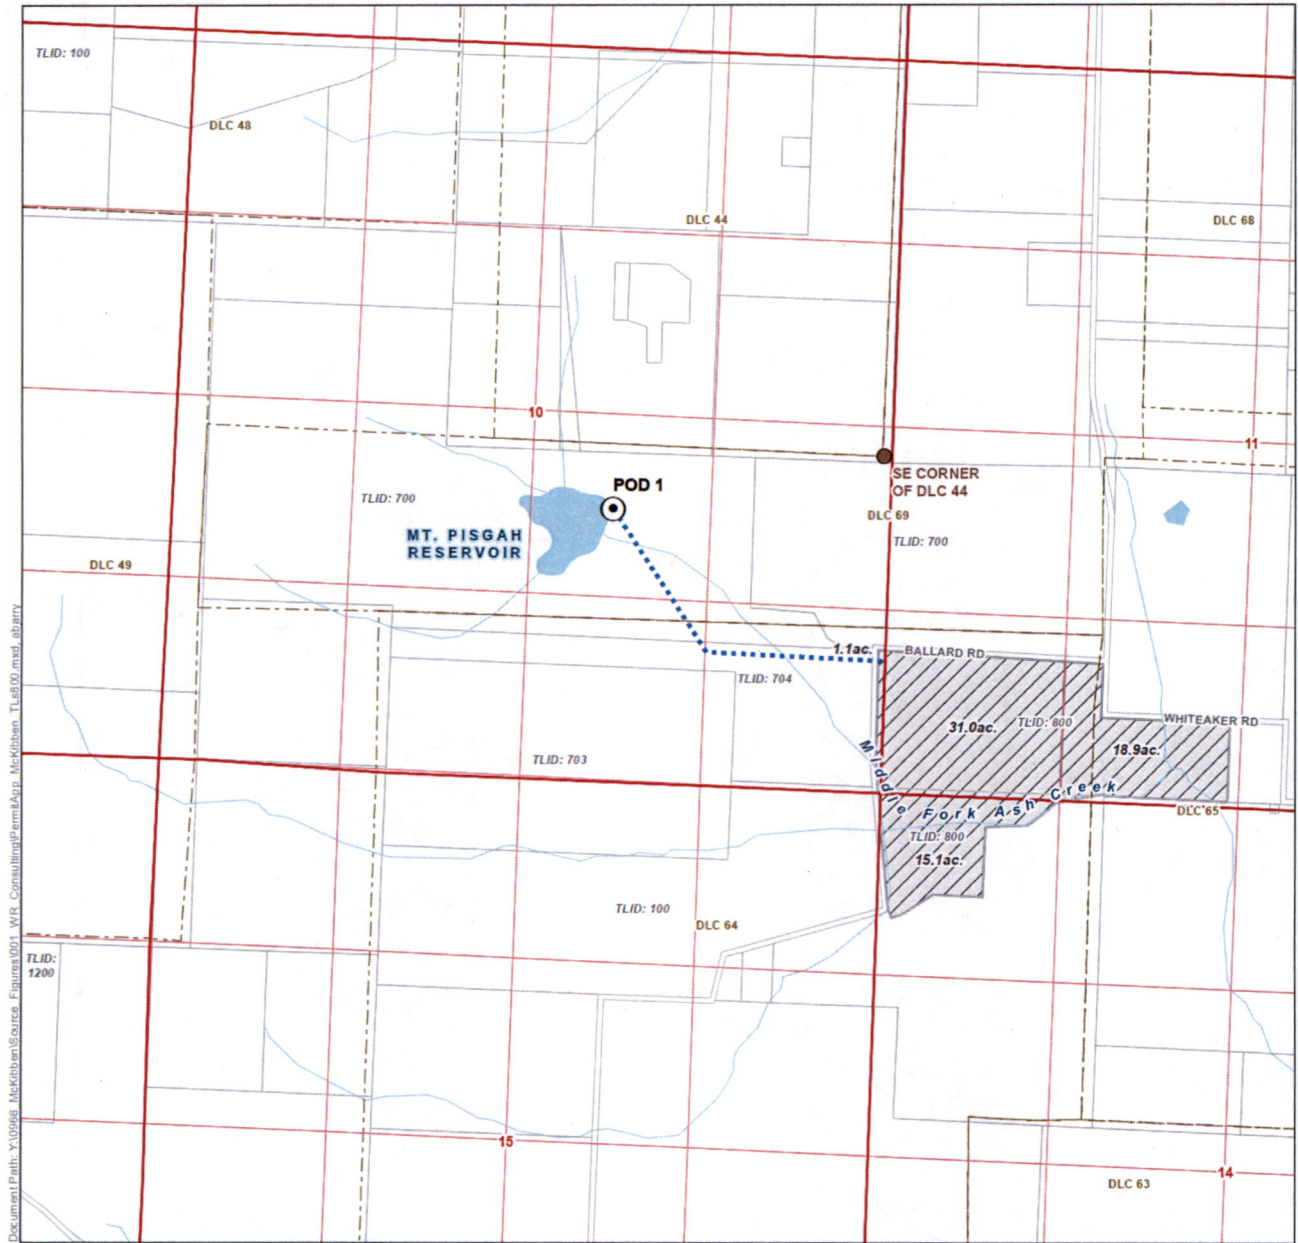 TLID: 100
DLC 48
DLC 44
DLC 68
10
11
SE CORNER
OF DLC 44
POD 1
TLID: 700
DLC 69
MT. PISGAH
RESERVOIR
TLID: 700
DLC 49
1.1ac.
BALLARD RD
TLID: 704
TLID: 800
WHITEAKER RD
31.0ac.
18.9ac.
TLID: 703
Middle Fork Ash Creek
DLC 65
TLID: 800
15.1ac.
TLID: 100
DLC 64
TLID:
1200
15
14
DLC 63
Document Path: Y:\0966_McKibben\Source_Figures\001_WR_Consulting\PermitApp_McKibben_TLs800.mxd, abarry